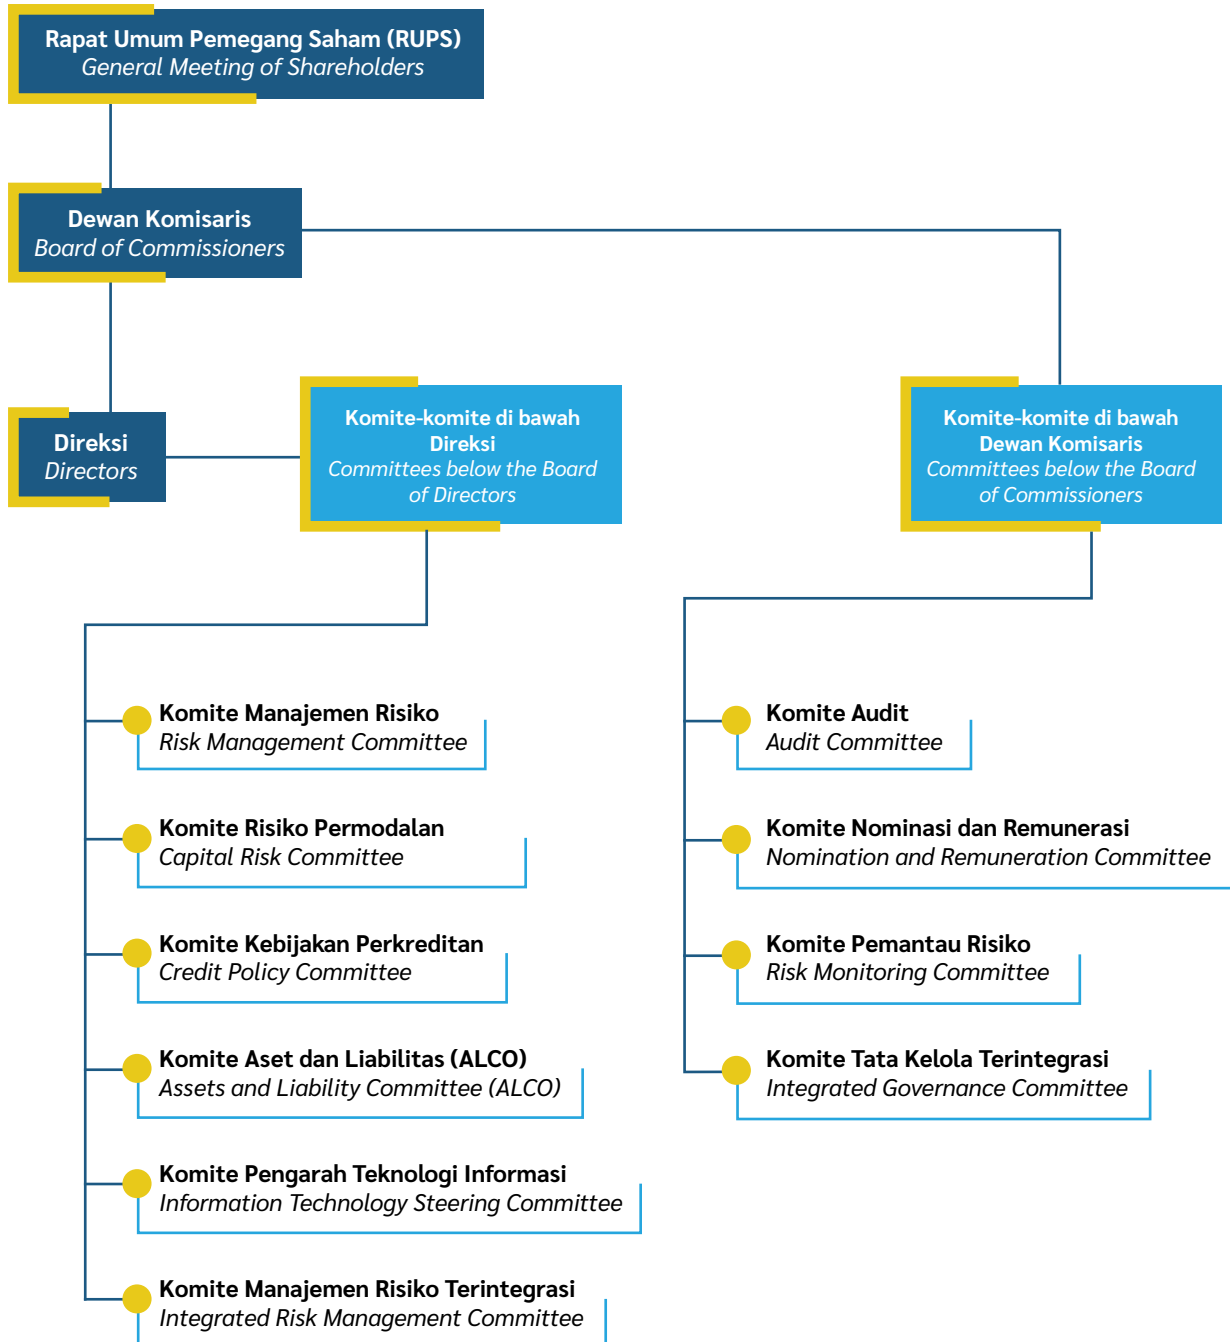 Rapat Umum Pemegang Saham (RUPS)
General Meeting of Shareholders
Dewan Komisaris
Board of Commissioners
Direksi
Directors
Komite-komite di bawah
Direksi
Committees below the Board
of Directors
Komite-komite di bawah
Dewan Komisaris
Committees below the Board
of Commissioners
Komite Manajemen Risiko
Risk Management Committee
Komite Risiko Permodalan
Capital Risk Committee
Komite Kebijakan Perkreditan
Credit Policy Committee
Komite Aset dan Liabilitas (ALCO)
Assets and Liability Committee (ALCO)
Komite Pengarah Teknologi Informasi
Information Technology Steering Committee
Komite Manajemen Risiko Terintegrasi
Integrated Risk Management Committee
Komite Audit
Audit Committee
Komite Nominasi dan Remunerasi
Nomination and Remuneration Committee
Komite Pemantau Risiko
Risk Monitoring Committee
Komite Tata Kelola Terintegrasi
Integrated Governance Committee